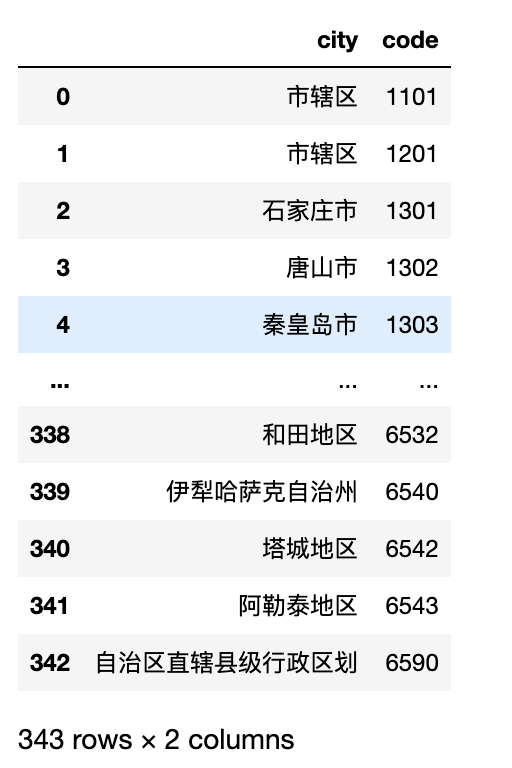 city code
0 市辖区 1101
1 市辖区 1201
2 石家庄市 1301
3 唐山市 1302
4 秦皇岛市 1303
... ... ...
338 和田地区 6532
339 伊犁哈萨克自治州 6540
340 塔城地区 6542
341 阿勒泰地区 6543
342 自治区直辖县级行政区划 6590
343 rows × 2 columns